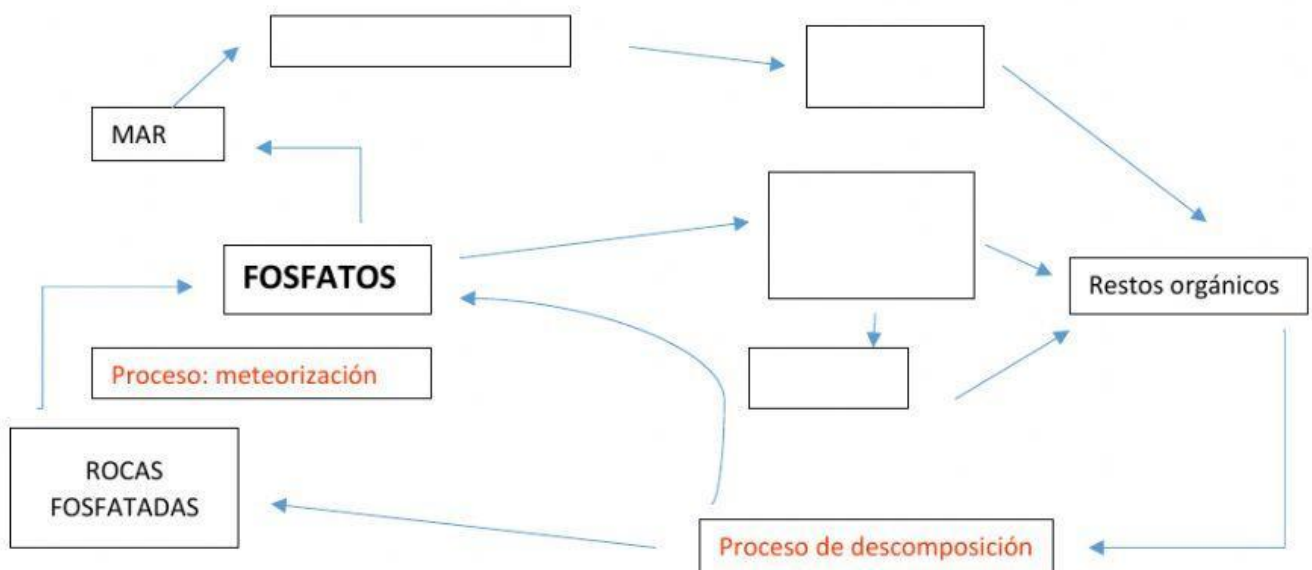 MAR
FOSFATOS
Restos orgánicos
Proceso: meteorización
ROCAS
FOSFATADAS
Proceso de descomposición